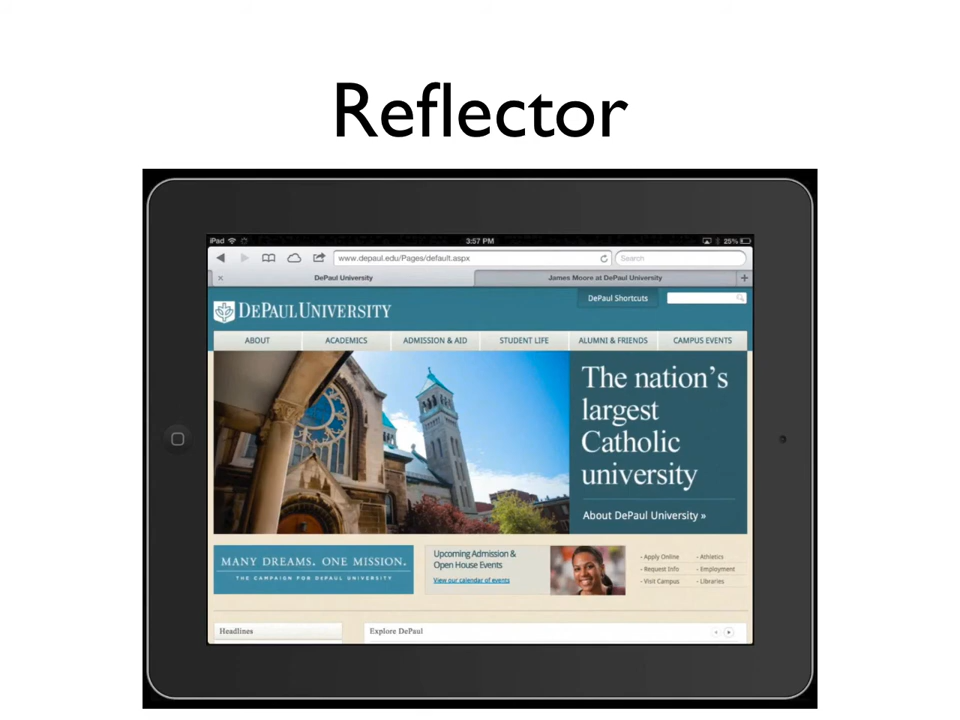 Reflector
iPad
3:57 PM
25%
www.depaul.edu/Pages/default.aspx
Search
DePaul University
James Moore at DePaul University
DePaul Shortcuts
DEPAUL UNIVERSITY
ABOUT ACADEMICS ADMISSION & AID STUDENT LIFE ALUMNI & FRIENDS CAMPUS EVENTS
The nation's
largest
Catholic
university
About DePaul University »
MANY DREAMS. ONE MISSION.
THE CAMPAIGN FOR DEPAUL UNIVERSITY
Upcoming Admission &
Open House Events
View our calendar of events
- Apply Online - Athletics
- Request Info - Employment
- Visit Campus - Libraries
Headlines
Explore DePaul